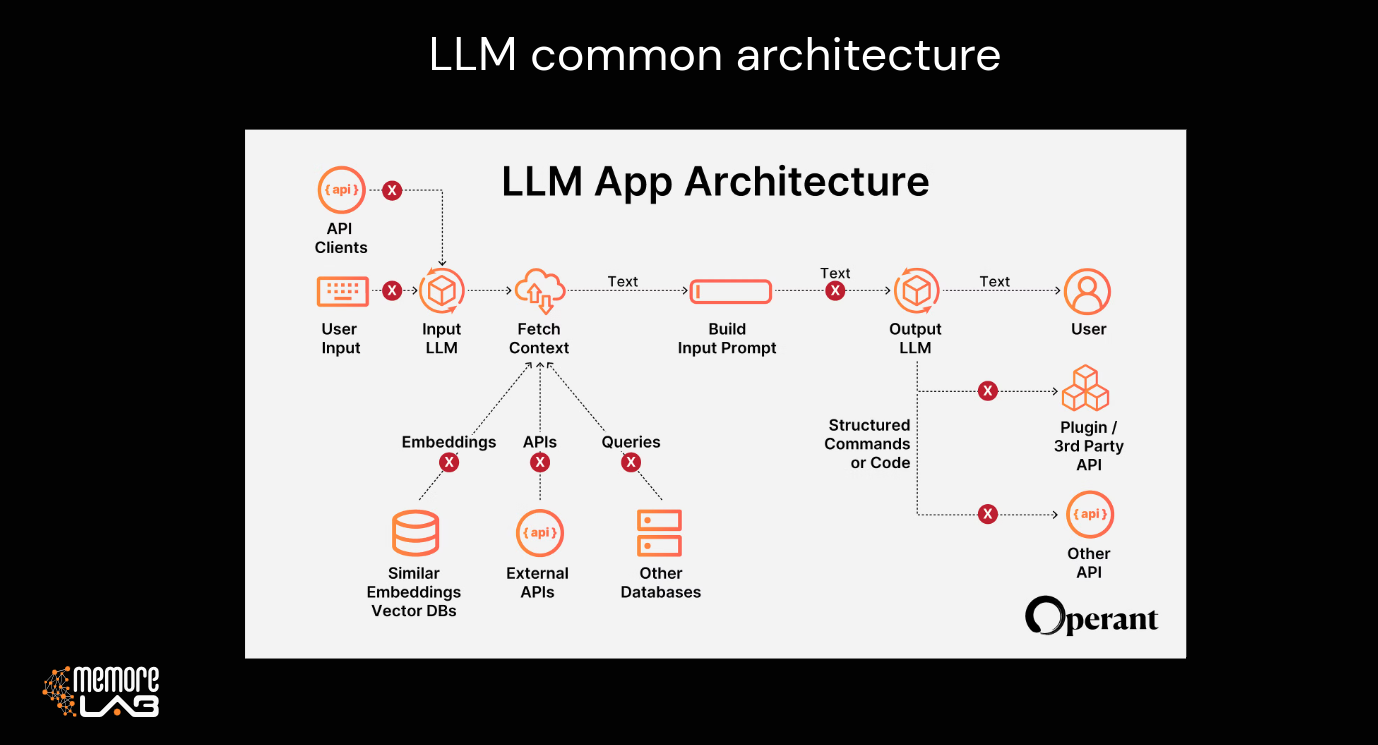 LLM common architecture
LLM App Architecture
{ api }
X
API
Clients
X
User
Input
Input
LLM
Fetch
Context
Text
Build
Input Prompt
Text
X
Output
LLM
Text
User
Embeddings
X
APIs
X
Queries
X
Similar
Embeddings
Vector DBs
{ api }
External
APIs
Other
Databases
Structured
Commands
or Code
X
Plugin /
3rd Party
API
X
{ api }
Other
API
Operant
memore
LAB